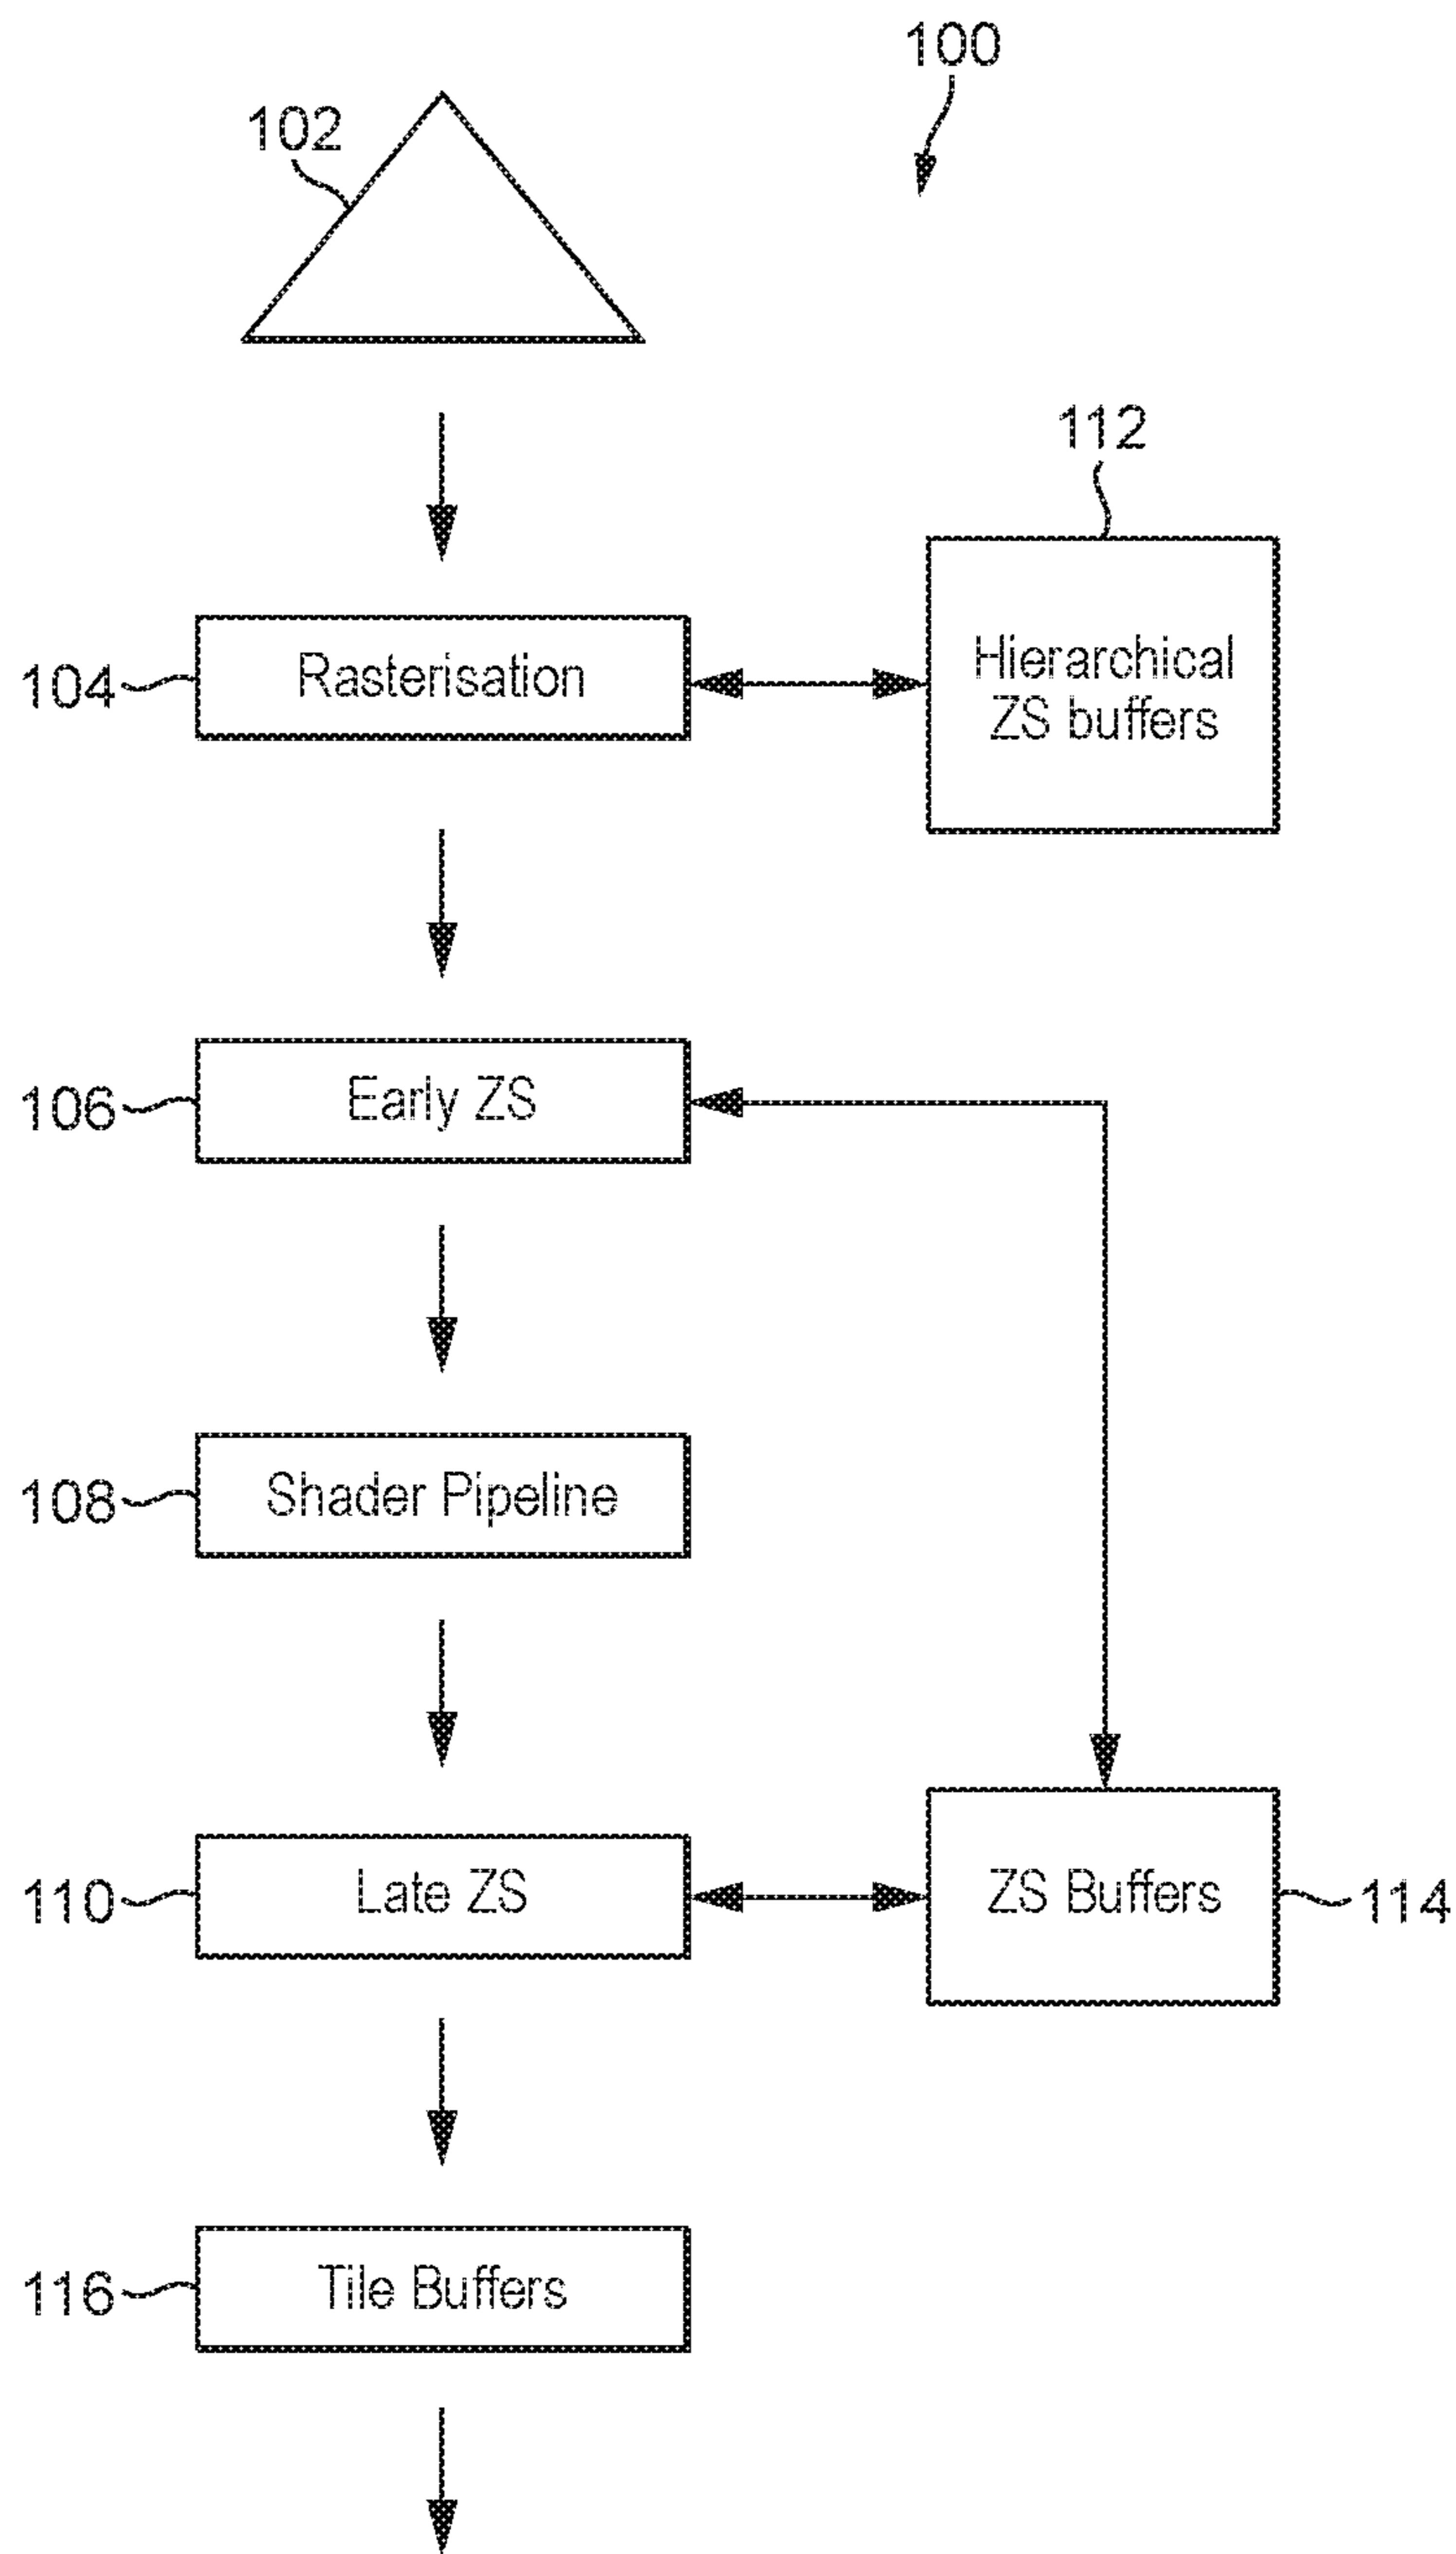 100
102
112
104
Rasterisation
Hierarchical
ZS buffers
106
Early ZS
108
Shader Pipeline
110
Late ZS
ZS Buffers
114
116
Tile Buffers